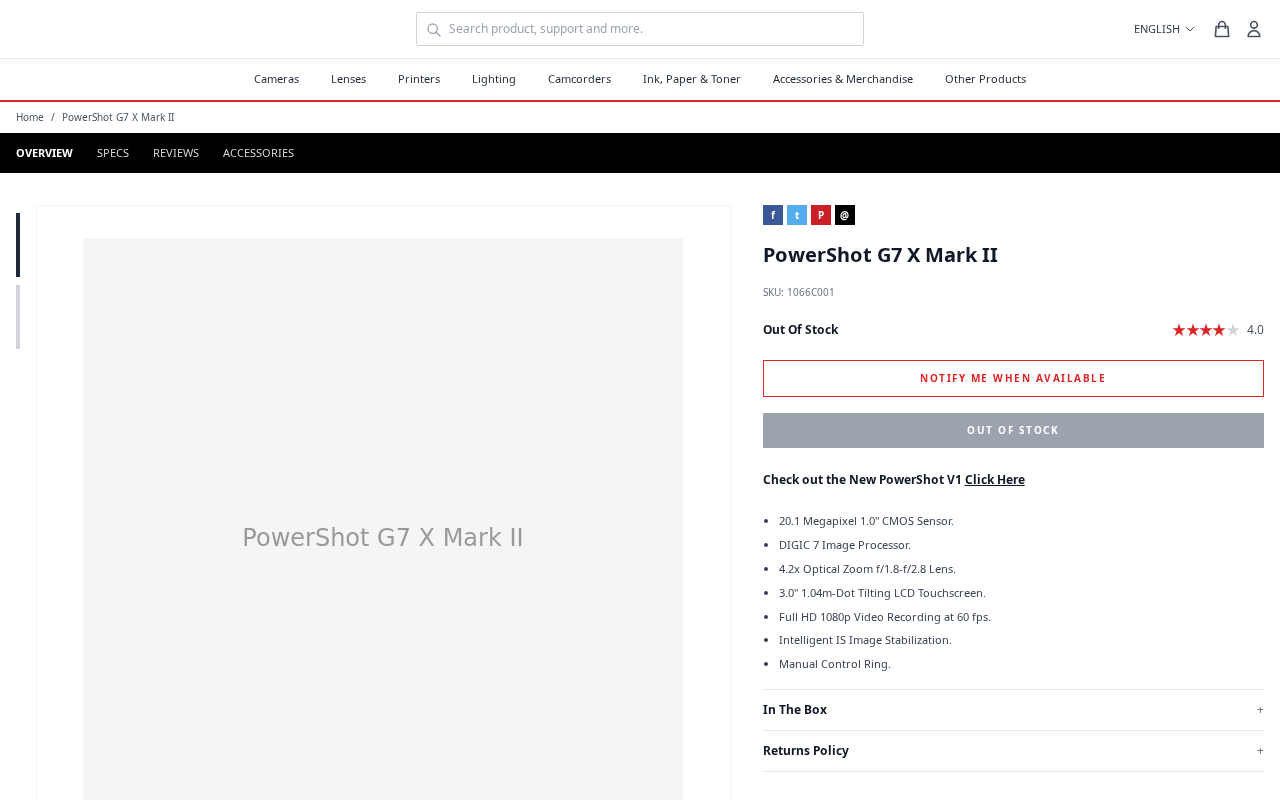 Search product, support and more.
ENGLISH
Cameras Lenses Printers Lighting Camcorders Ink, Paper & Toner Accessories & Merchandise Other Products
Home / PowerShot G7 X Mark II
OVERVIEW SPECS REVIEWS ACCESSORIES
f t P @
PowerShot G7 X Mark II
SKU: 1066C001
Out Of Stock 4.0
NOTIFY ME WHEN AVAILABLE
OUT OF STOCK
Check out the New PowerShot V1 Click Here
20.1 Megapixel 1.0" CMOS Sensor.
DIGIC 7 Image Processor.
4.2x Optical Zoom f/1.8-f/2.8 Lens.
3.0" 1.04m-Dot Tilting LCD Touchscreen.
Full HD 1080p Video Recording at 60 fps.
Intelligent IS Image Stabilization.
Manual Control Ring.
In The Box +
Returns Policy +
PowerShot G7 X Mark II